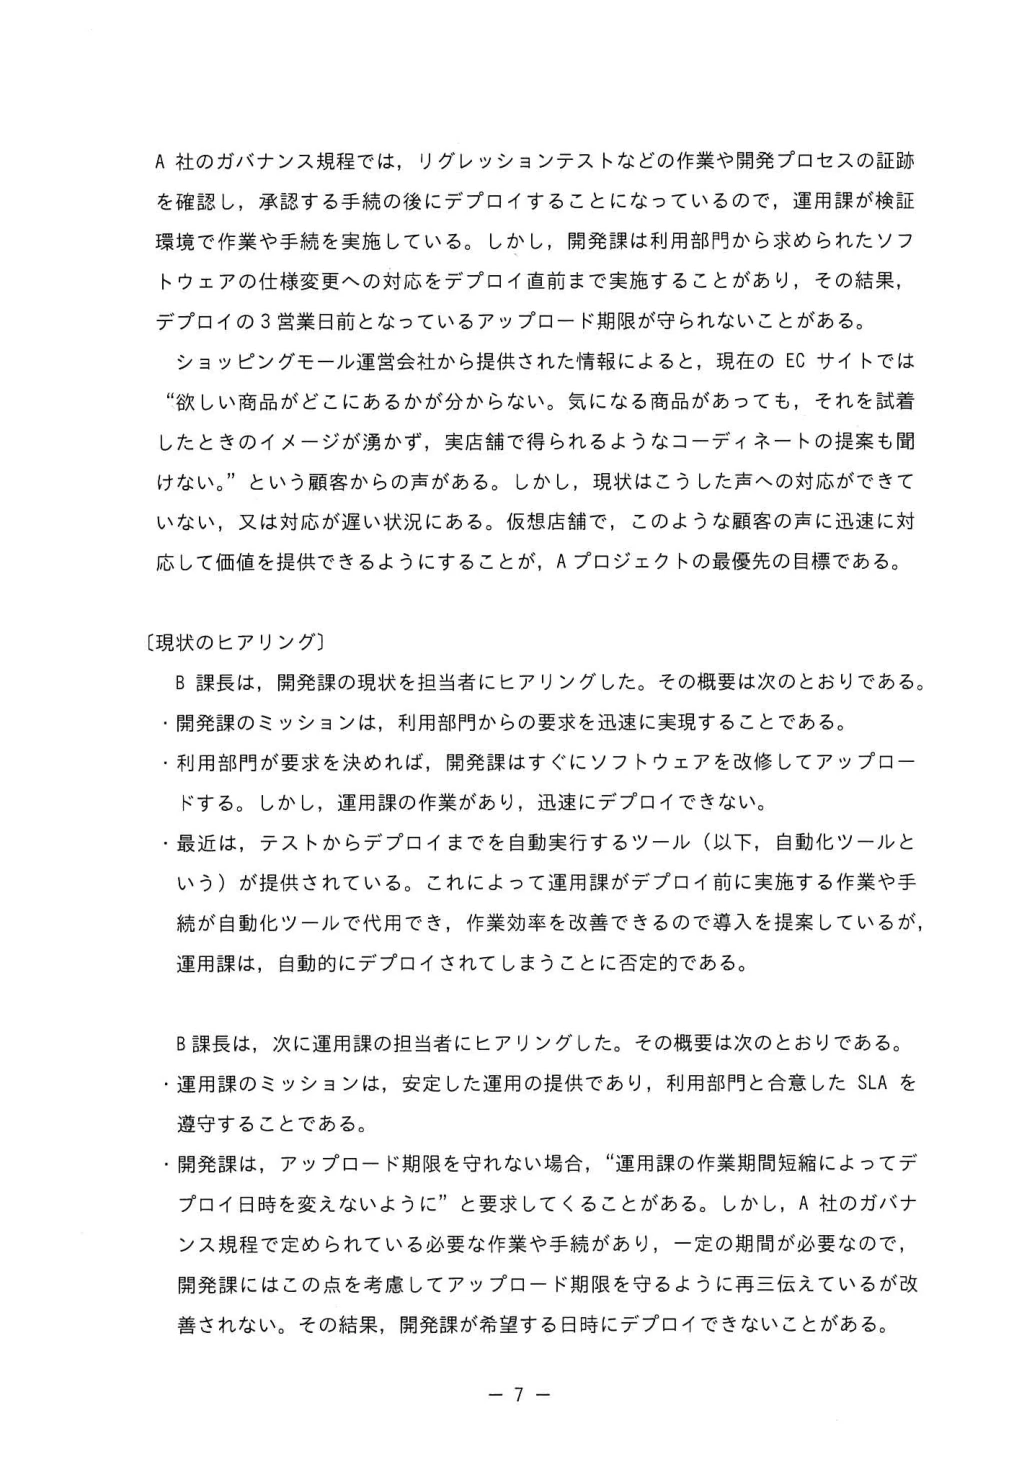 A 社のガバナンス規程では，リグレッションテストなどの作業や開発プロセスの証跡
を確認し，承認する手続の後にデプロイすることになっているので，運用課が検証
環境で作業や手続を実施している。しかし，開発課は利用部門から求められたソフ
トウェアの仕様変更への対応をデプロイ直前まで実施することがあり，その結果，
デプロイの3営業日前となっているアップロード期限が守られないことがある。
ショッピングモール運営会社から提供された情報によると，現在の EC サイトでは
“欲しい商品がどこにあるかが分からない。気になる商品があっても，それを試着
したときのイメージが湧かず，実店舗で得られるようなコーディネートの提案も聞
けない。”という顧客からの声がある。しかし，現状はこうした声への対応ができて
いない，又は対応が遅い状況にある。仮想店舗で，このような顧客の声に迅速に対
応して価値を提供できるようにすることが，A プロジェクトの最優先の目標である。
〔現状のヒアリング〕
B 課長は，開発課の現状を担当者にヒアリングした。その概要は次のとおりである。
・開発課のミッションは，利用部門からの要求を迅速に実現することである。
・利用部門が要求を決めれば，開発課はすぐにソフトウェアを改修してアップロー
ドする。しかし，運用課の作業があり，迅速にデプロイできない。
・最近は，テストからデプロイまでを自動実行するツール（以下，自動化ツールと
いう）が提供されている。これによって運用課がデプロイ前に実施する作業や手
続が自動化ツールで代用でき，作業効率を改善できるので導入を提案しているが，
運用課は，自動的にデプロイされてしまうことに否定的である。
B 課長は，次に運用課の担当者にヒアリングした。その概要は次のとおりである。
・運用課のミッションは，安定した運用の提供であり，利用部門と合意した SLA を
遵守することである。
・開発課は，アップロード期限を守れない場合，“運用課の作業期間短縮によってデ
プロイ日時を変えないように”と要求してくることがある。しかし，A 社のガバナ
ンス規程で定められている必要な作業や手続があり，一定の期間が必要なので，
開発課にはこの点を考慮してアップロード期限を守るように再三伝えているが改
善されない。その結果，開発課が希望する日時にデプロイできないことがある。
－ 7 －